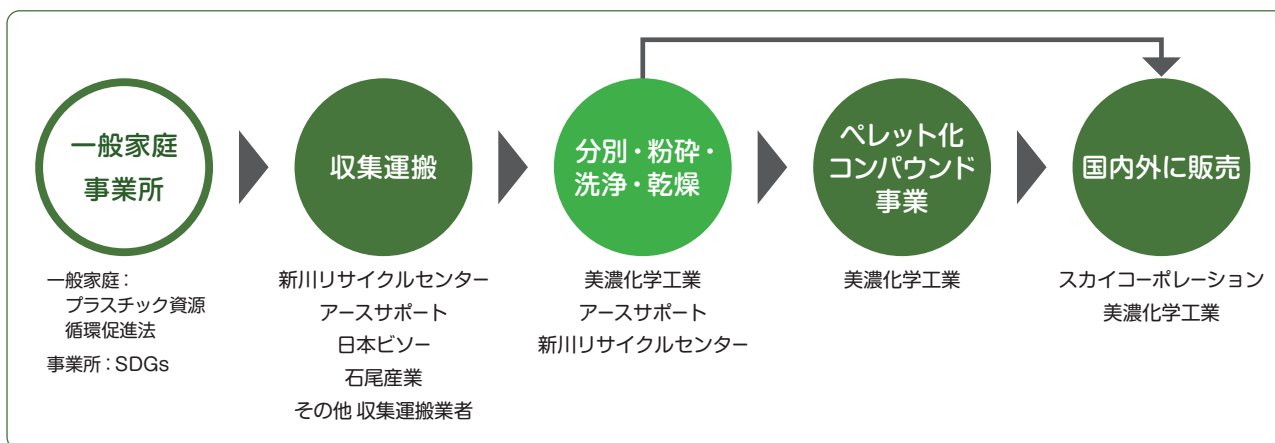 一般家庭
事業所
収集運搬
分別・粉砕・
洗浄・乾燥
ペレット化
コンパウンド
事業
国内外に販売
一般家庭：
プラスチック資源
循環促進法
事業所：SDGs
新川リサイクルセンター
アースサポート
日本ビソー
石尾産業
その他 収集運搬業者
美濃化学工業
アースサポート
新川リサイクルセンター
美濃化学工業
スカイコーポレーション
美濃化学工業